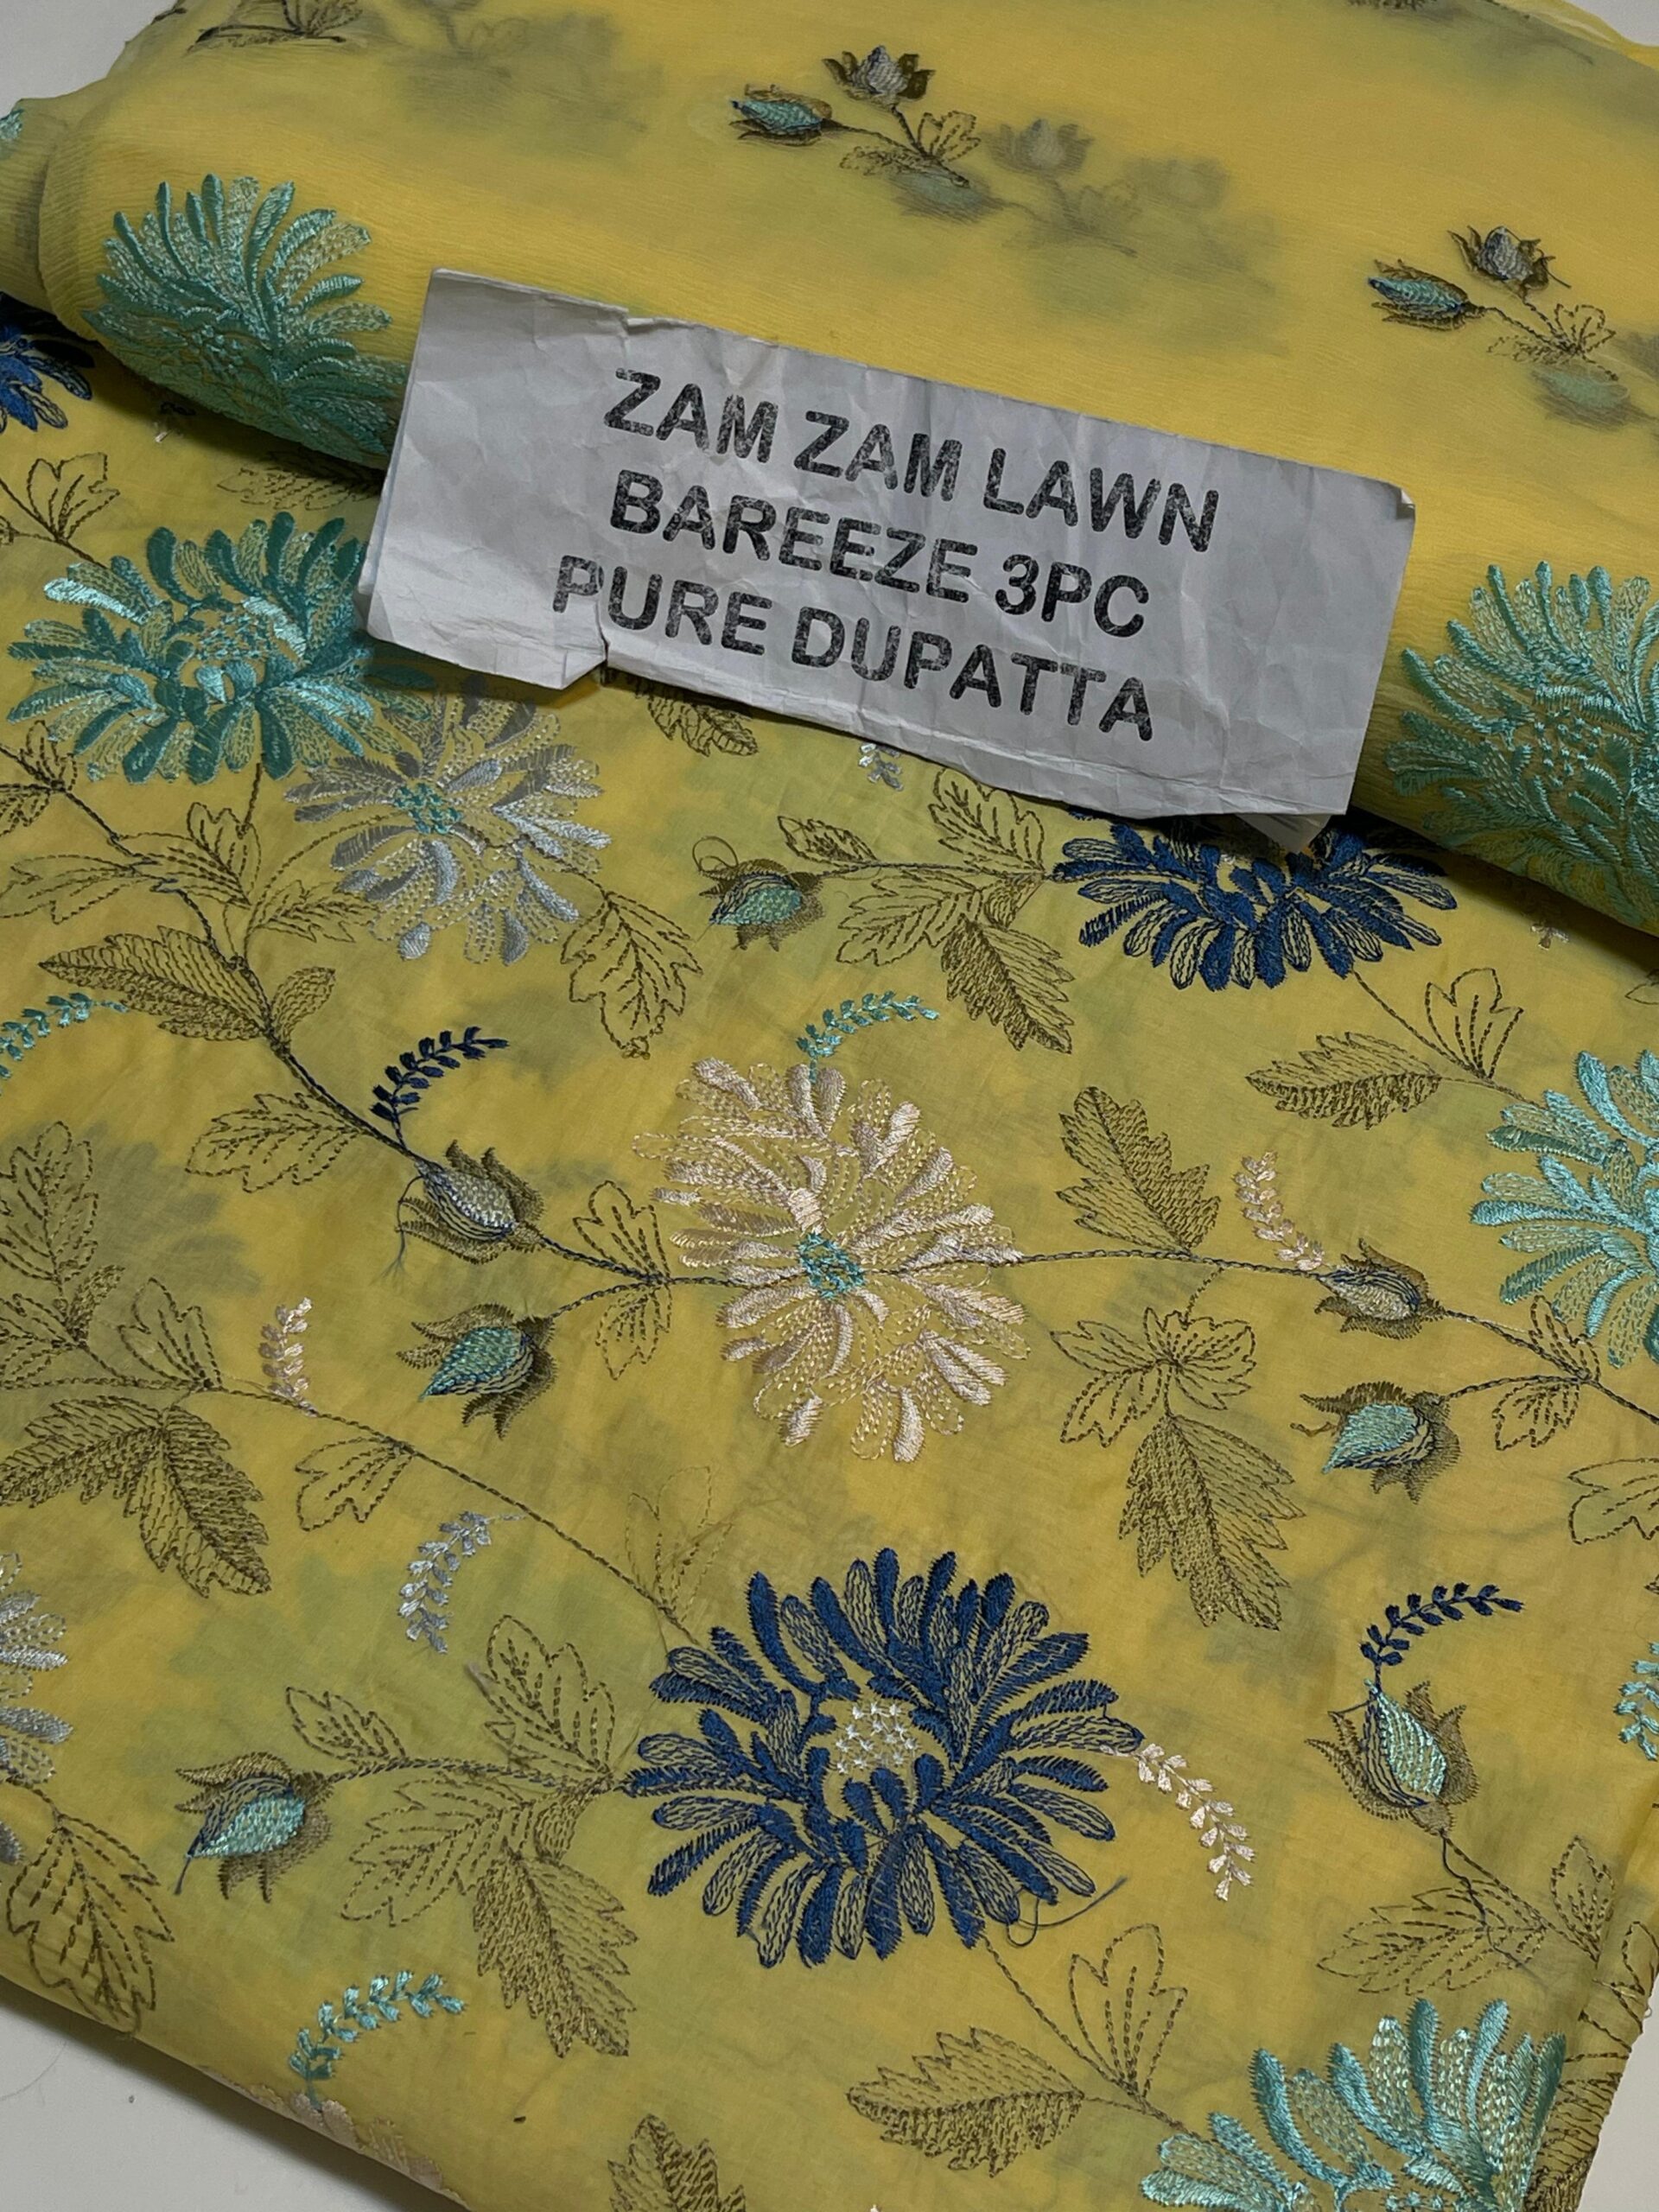 ZAM ZAM LAWN
BAREEZE 3PC
PURE DUPATTA